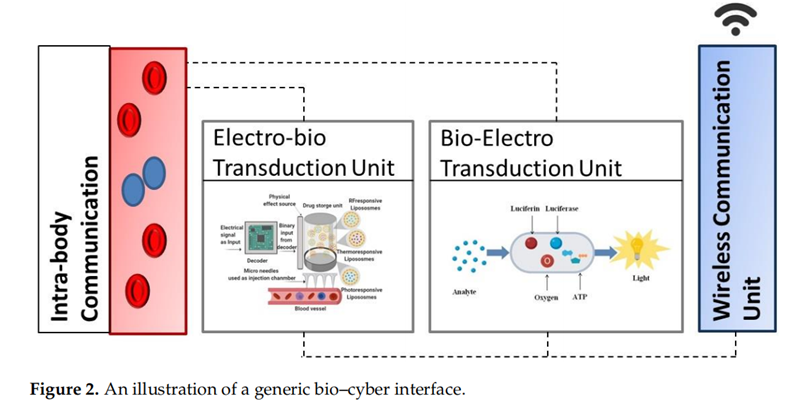 Intra-body
Communication
Electro-bio
Transduction Unit
Physical
effect source
Drug storge unit
RFresponsive
Liposomes
Electrical
signal
as Input
Binary
input
from
decoder
Decoder
Thermoresponsive
Liposomes
Micro needles
used as injection channber
Photoresponsive
Liposomes
Blood vessel
Bio-Electro
Transduction Unit
Luciferin Luciferase
Analyte
Oxygen
ATP
Light
Wireless Communication
Unit
Figure 2. An illustration of a generic bio–cyber interface.